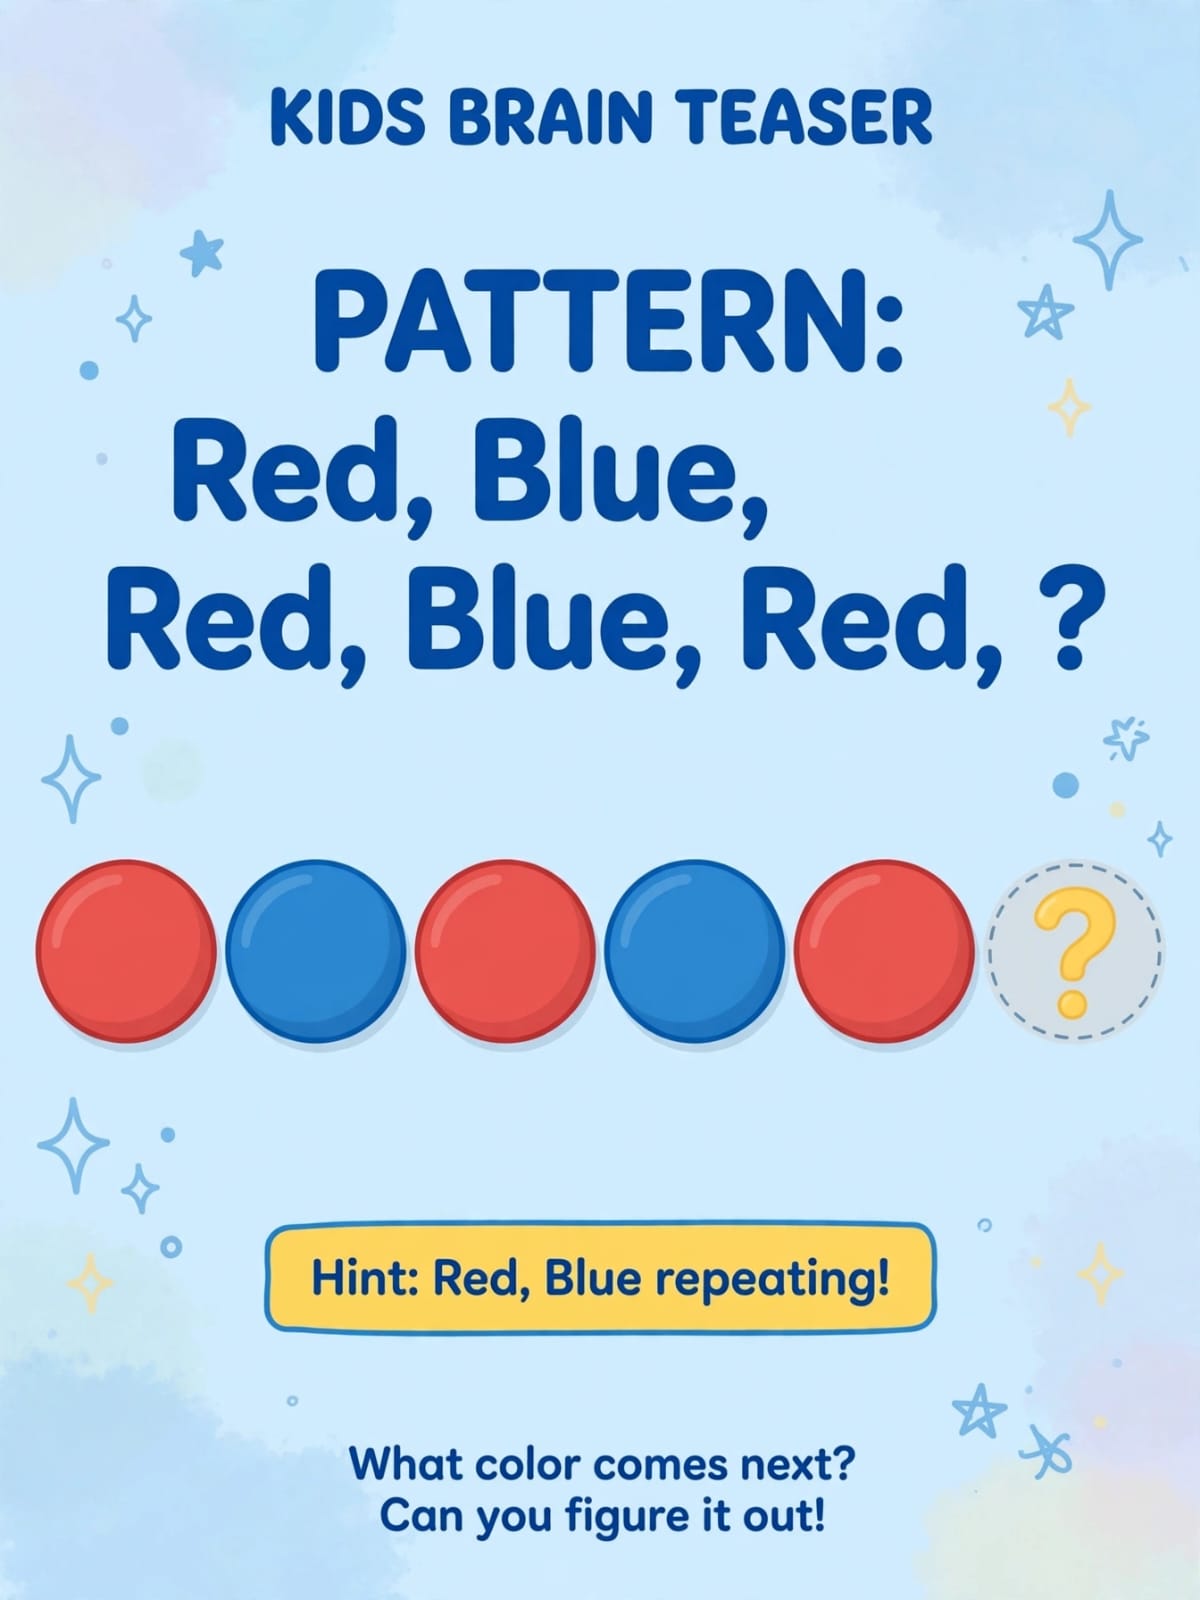 KIDS BRAIN TEASER
PATTERN:
Red, Blue,
Red, Blue, Red, ?
?
Hint: Red, Blue repeating!
What color comes next?
Can you figure it out!